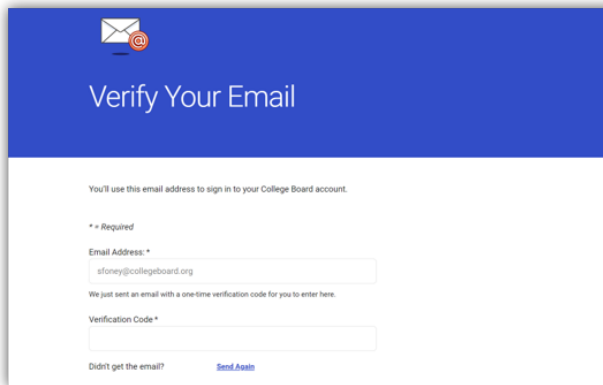 @
Verify Your Email
You'll use this email address to sign in to your College Board account.
* = Required
Email Address: *
sfoney@collegeboard.org
We just sent an email with a one-time verification code for you to enter here.
Verification Code *
Didn't get the email? Send Again